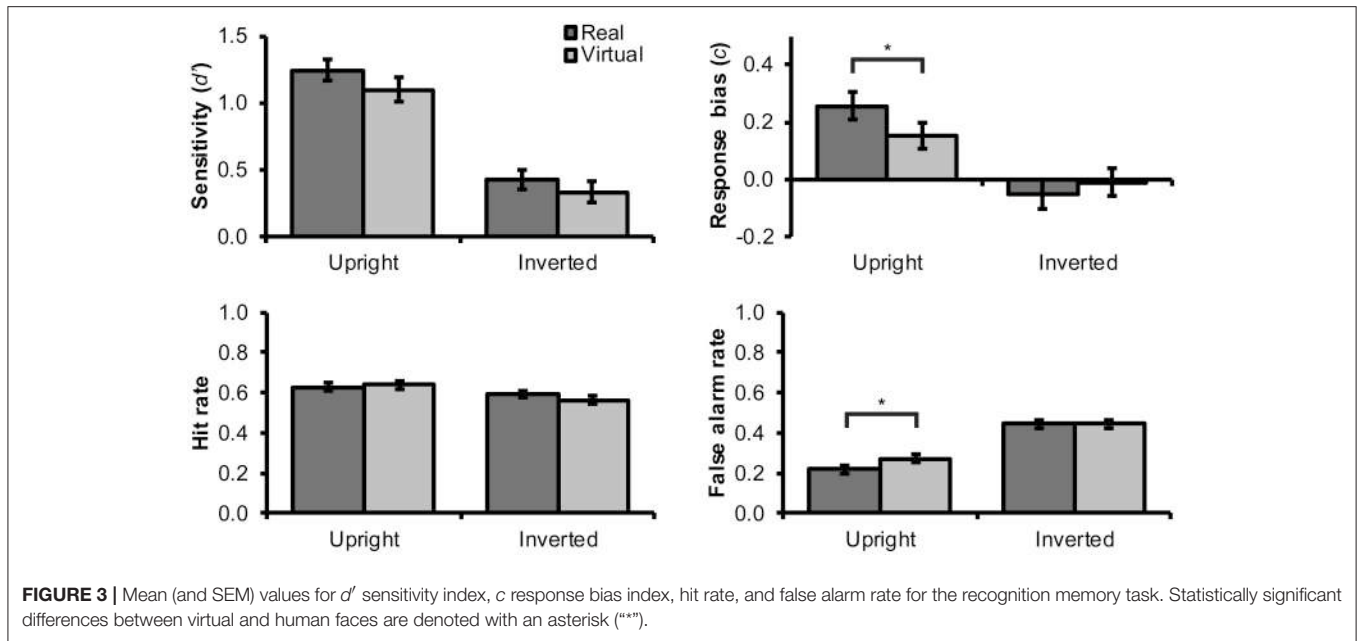 Real
Virtual
Sensitivity (d')
1.5
1.0
0.5
0.0
Upright
Inverted
Response bias (c)
0.4
0.2
0.0
-0.2
*
Upright
Inverted
Hit rate
1.0
0.8
0.6
0.4
0.2
0.0
Upright
Inverted
False alarm rate
1.0
0.8
0.6
0.4
0.2
0.0
*
Upright
Inverted
FIGURE 3 | Mean (and SEM) values for d′ sensitivity index, c response bias index, hit rate, and false alarm rate for the recognition memory task. Statistically significant
differences between virtual and human faces are denoted with an asterisk (“*”).